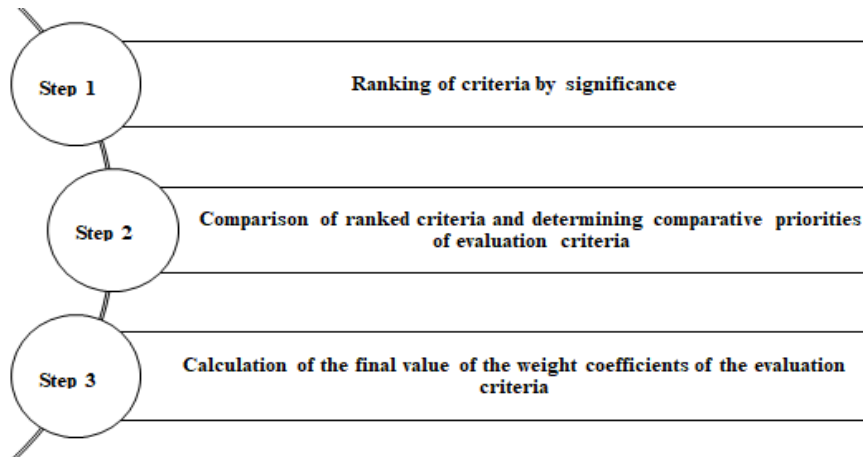 Step 1
Ranking of criteria by significance
Step 2
Comparison of ranked criteria and determining comparative priorities
of evaluation criteria
Step 3
Calculation of the final value of the weight coefficients of the evaluation
criteria